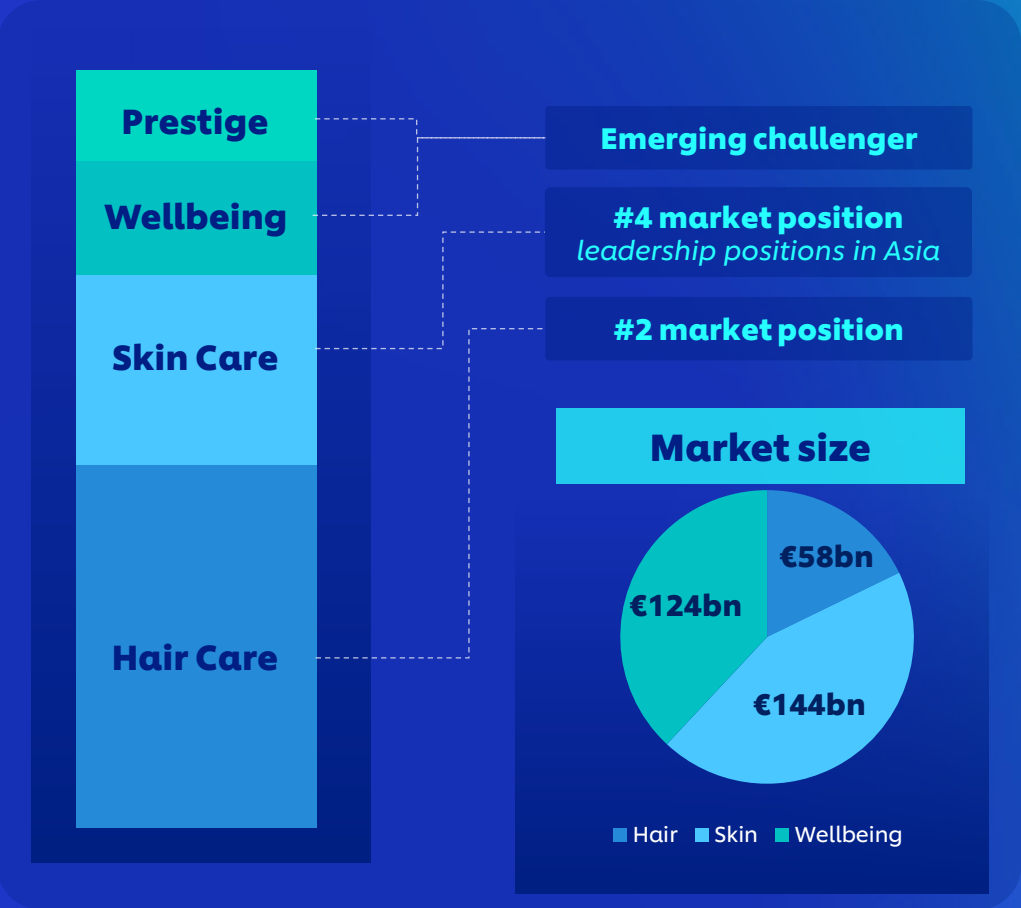 Prestige
Wellbeing
Skin Care
Hair Care
Emerging challenger
#4 market position
leadership positions in Asia
#2 market position
Market size
€58bn
€124bn
€144bn
Hair Skin Wellbeing